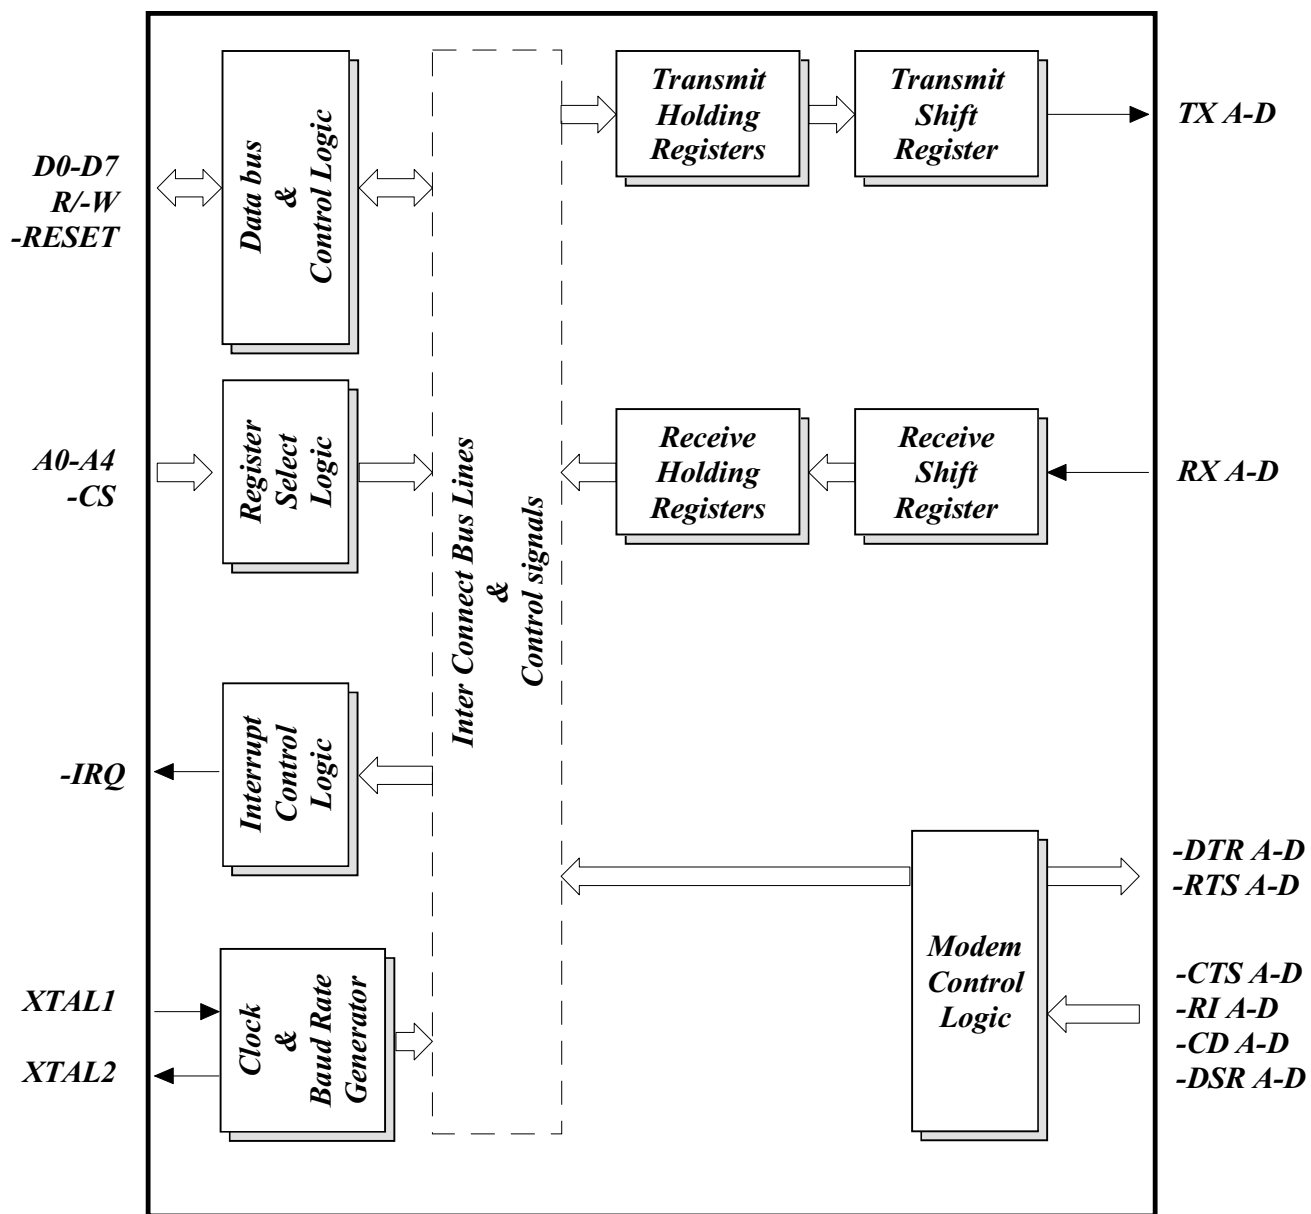 D0-D7
R/-W
-RESET
A0-A4
-CS
-IRQ
XTAL1
XTAL2
Data bus
&
Control Logic
Register
Select
Logic
Interrupt
Control
Logic
Clock
&
Baud Rate
Generator
Inter Connect Bus Lines
&
Control signals
Transmit
Holding
Registers
Transmit
Shift
Register
Receive
Holding
Registers
Receive
Shift
Register
Modem
Control
Logic
TX A-D
RX A-D
-DTR A-D
-RTS A-D
-CTS A-D
-RI A-D
-CD A-D
-DSR A-D